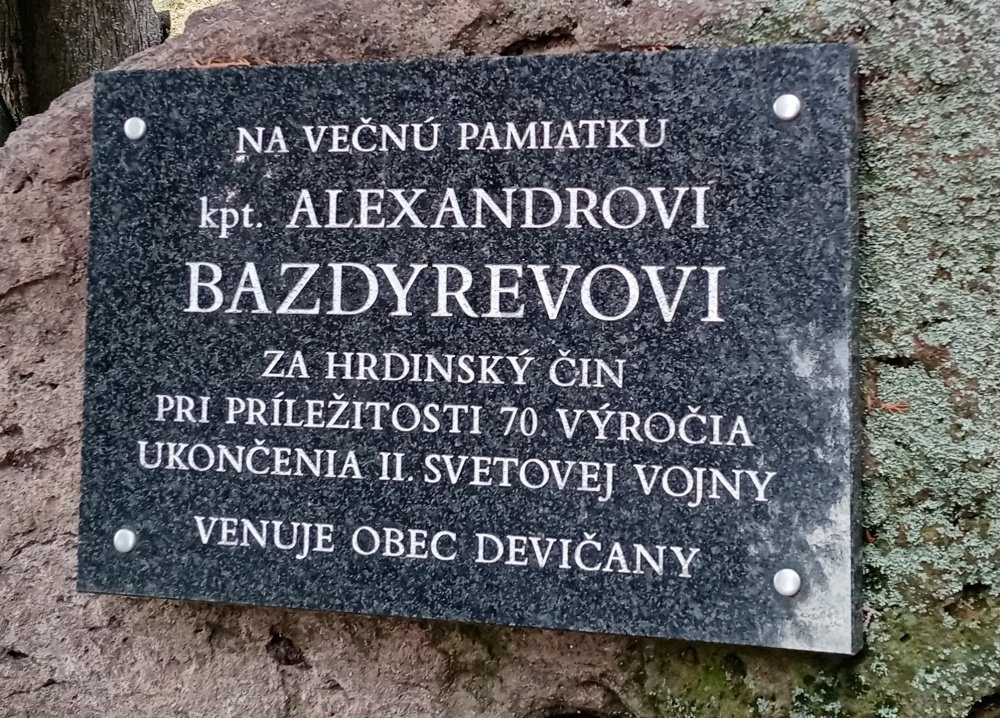 NA VEČNÚ PAMIATKU
kpt. ALEXANDROVI
BAZDYREVOVI
ZA HRDINSKÝ ČIN
PRI PRÍLEŽITOSTI 70. VÝROČIA
UKONČENIA II. SVETOVEJ VOJNY
VENUJE OBEC DEVIČANY